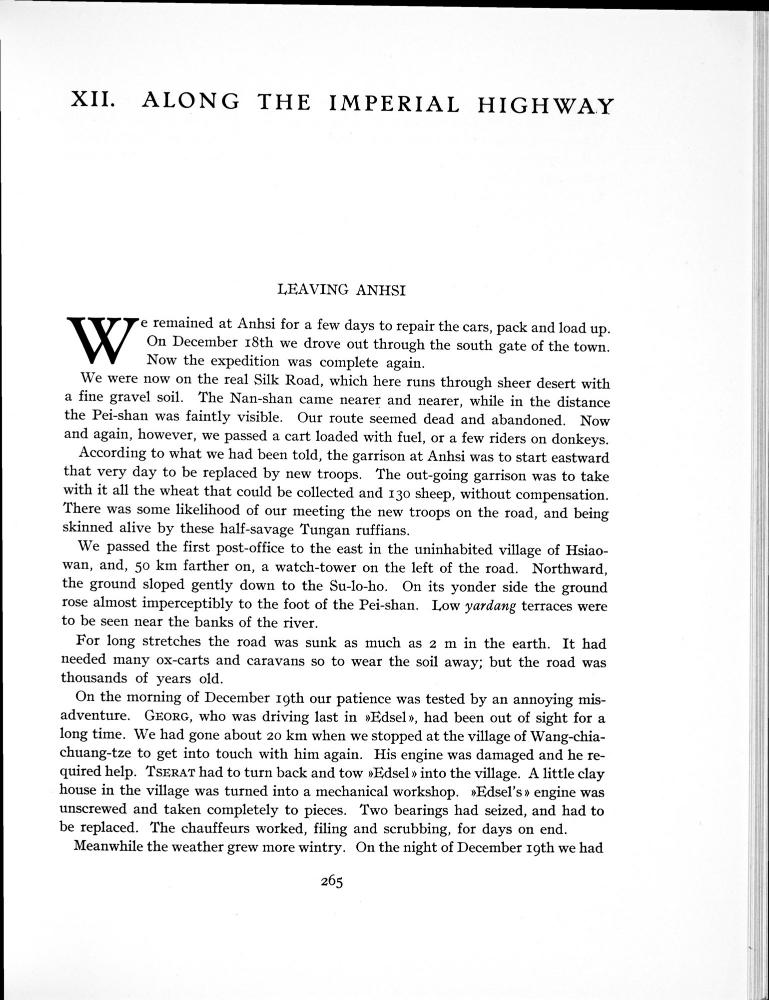 XII. ALONG THE IMPERIAL HIGHWAY
LEAVING ANHSI
We remained at Anhsi for a few days to repair the cars, pack and load up.
On December 18th we drove out through the south gate of the town.
Now the expedition was complete again.
We were now on the real Silk Road, which here runs through sheer desert with
a fine gravel soil. The Nan-shan came nearer and nearer, while in the distance
the Pei-shan was faintly visible. Our route seemed dead and abandoned. Now
and again, however, we passed a cart loaded with fuel, or a few riders on donkeys.
According to what we had been told, the garrison at Anhsi was to start eastward
that very day to be replaced by new troops. The out-going garrison was to take
with it all the wheat that could be collected and 130 sheep, without compensation.
There was some likelihood of our meeting the new troops on the road, and being
skinned alive by these half-savage Tungan ruffians.
We passed the first post-office to the east in the uninhabited village of Hsiao-
wan, and, 50 km farther on, a watch-tower on the left of the road. Northward,
the ground sloped gently down to the Su-lo-ho. On its yonder side the ground
rose almost imperceptibly to the foot of the Pei-shan. Low yardang terraces were
to be seen near the banks of the river.
For long stretches the road was sunk as much as 2 m in the earth. It had
needed many ox-carts and caravans so to wear the soil away; but the road was
thousands of years old.
On the morning of December 19th our patience was tested by an annoying mis-
adventure. GEORG, who was driving last in »Edsel», had been out of sight for a
long time. We had gone about 20 km when we stopped at the village of Wang-chia-
chuang-tze to get into touch with him again. His engine was damaged and he re-
quired help. TSERAT had to turn back and tow »Edsel» into the village. A little clay
house in the village was turned into a mechanical workshop. »Edsel's» engine was
unscrewed and taken completely to pieces. Two bearings had seized, and had to
be replaced. The chauffeurs worked, filing and scrubbing, for days on end.
Meanwhile the weather grew more wintry. On the night of December 19th we had
265